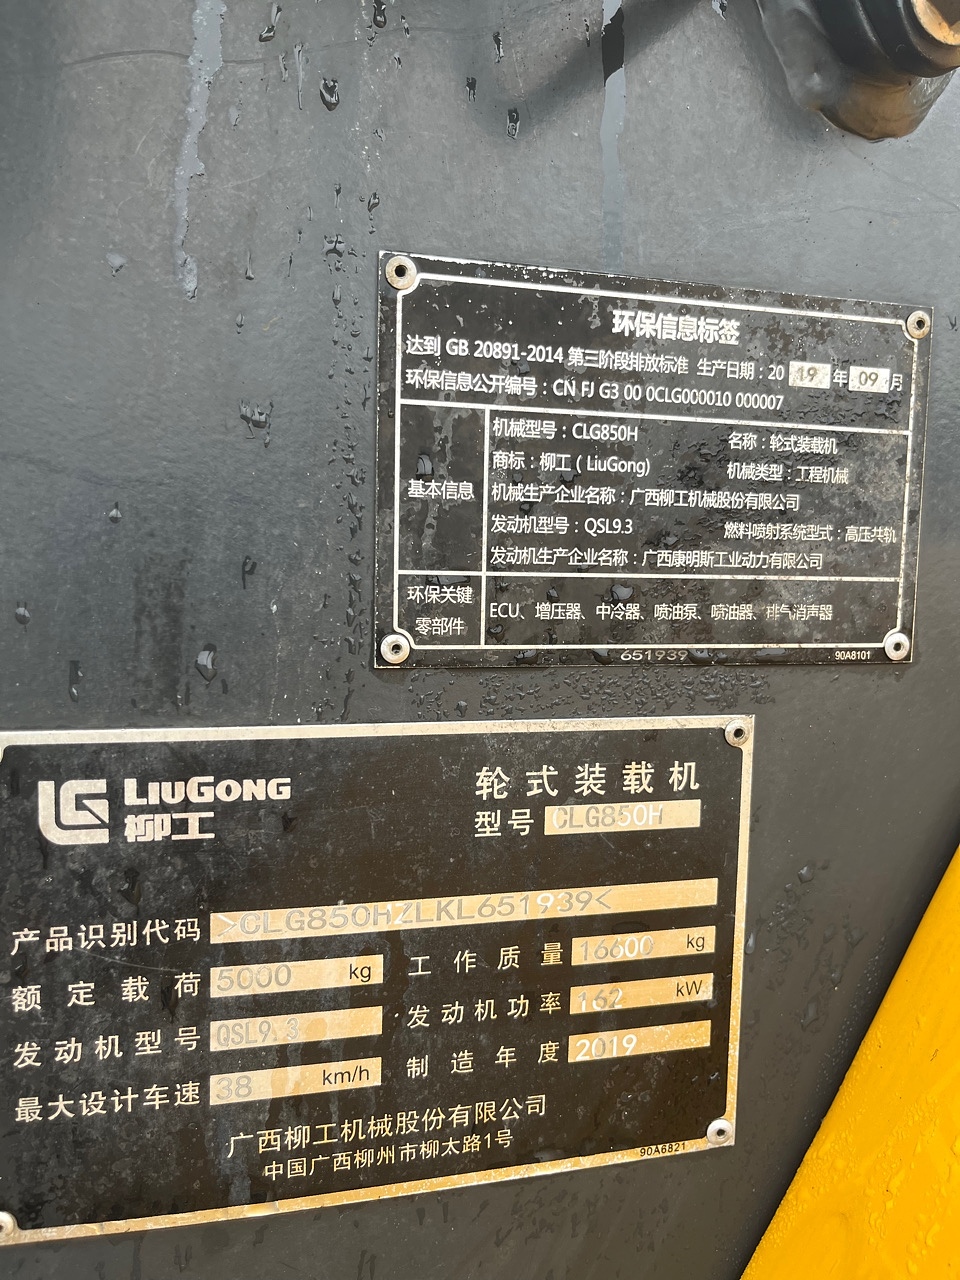 环保信息标签
达到 GB 20891-2014 第三阶段排放标准 生产日期：2019年09月
环保信息公开编号：CN FJ G3 00 0CLG000010 000007
基本信息
机械型号：CLG850H 名称：轮式装载机
商标：柳工（LiuGong） 机械类型：工程机械
机械生产企业名称：广西柳工机械股份有限公司
发动机型号：QSL9.3 燃料喷射系统型式：高压共轨
发动机生产企业名称：广西康明斯工业动力有限公司
环保关键
零部件
ECU、增压器、中冷器、喷油泵、喷油器、排气消声器
651939 90A8101
LG LIUGONG
柳工
轮式装载机
型号 CLG850H
产品识别代码 >CLG850HZLKL651939<
额定载荷 5000 kg 工作质量 16600 kg
发动机型号 QSL9.3 发动机功率 162 kW
最大设计车速 38 km/h 制造年度 2019
广西柳工机械股份有限公司
中国广西柳州市柳太路1号
90A6821